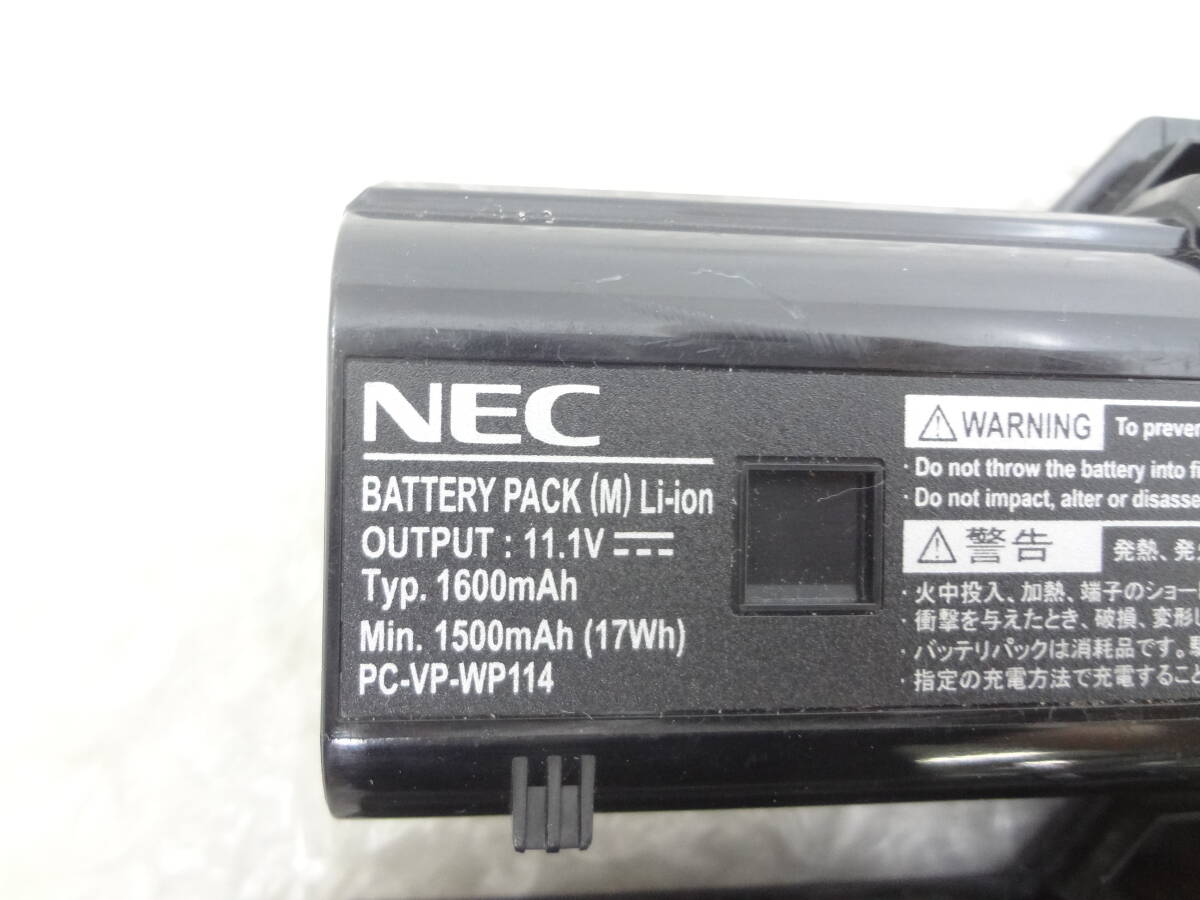 NEC
BATTERY PACK (M) Li-ion
OUTPUT : 11.1V
Typ. 1600mAh
Min. 1500mAh (17Wh)
PC-VP-WP114
WARNING To
· Do not throw the battery into
· Do not impact, alter or
警告 発熱、
・火中投入、加熱、端子のショー
衝撃を与えたとき、破損、変形
・バッテリパックは消耗品です。
・指定の充電方法で充電すること